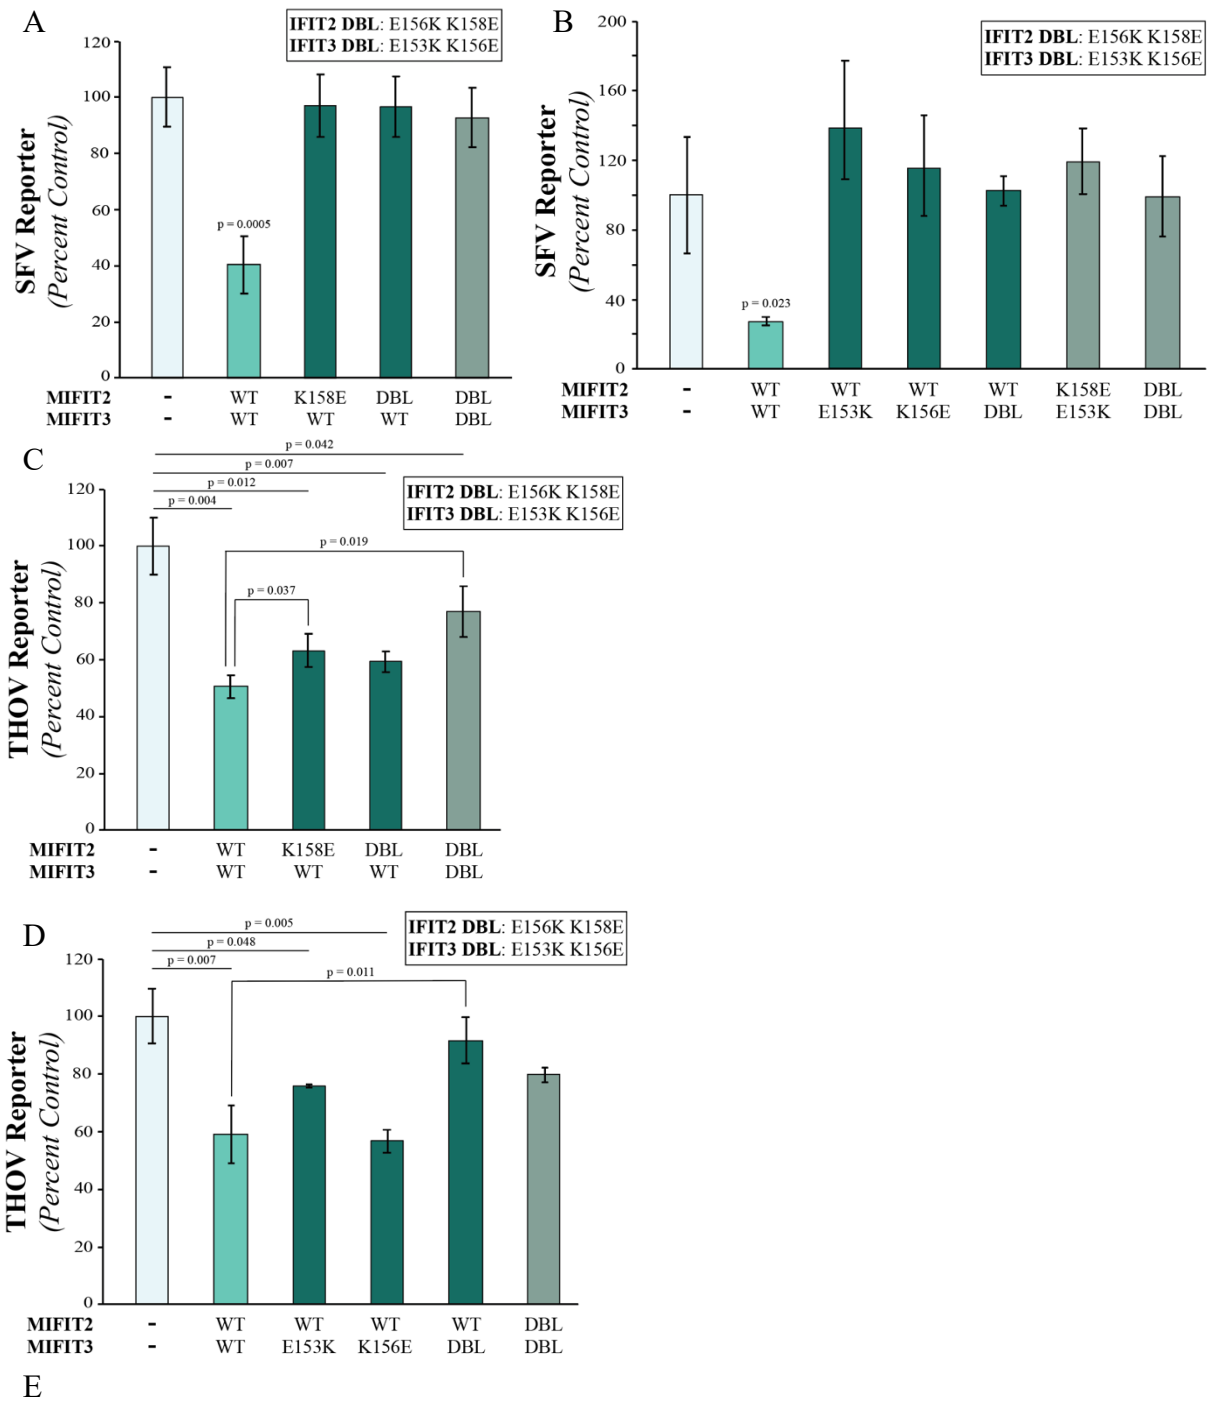 A
IFIT2 DBL: E156K K158E
IFIT3 DBL: E153K K156E
SFV Reporter
(Percent Control)
120
100
80
60
40
20
0
p = 0.0005
MIFIT2 - WT K158E DBL DBL
MIFIT3 - WT WT WT DBL
B
IFIT2 DBL: E156K K158E
IFIT3 DBL: E153K K156E
SFV Reporter
(Percent Control)
200
160
120
80
40
0
p = 0.023
MIFIT2 - WT WT WT WT K158E DBL
MIFIT3 - WT E153K K156E DBL E153K DBL
C
p = 0.042
p = 0.007
p = 0.012
p = 0.004
IFIT2 DBL: E156K K158E
IFIT3 DBL: E153K K156E
p = 0.019
p = 0.037
THOV Reporter
(Percent Control)
120
100
80
60
40
20
0
MIFIT2 - WT K158E DBL DBL
MIFIT3 - WT WT WT DBL
D
p = 0.005
p = 0.048
p = 0.007
IFIT2 DBL: E156K K158E
IFIT3 DBL: E153K K156E
p = 0.011
THOV Reporter
(Percent Control)
120
100
80
60
40
20
0
MIFIT2 - WT WT WT WT DBL
MIFIT3 - WT E153K K156E DBL DBL
E